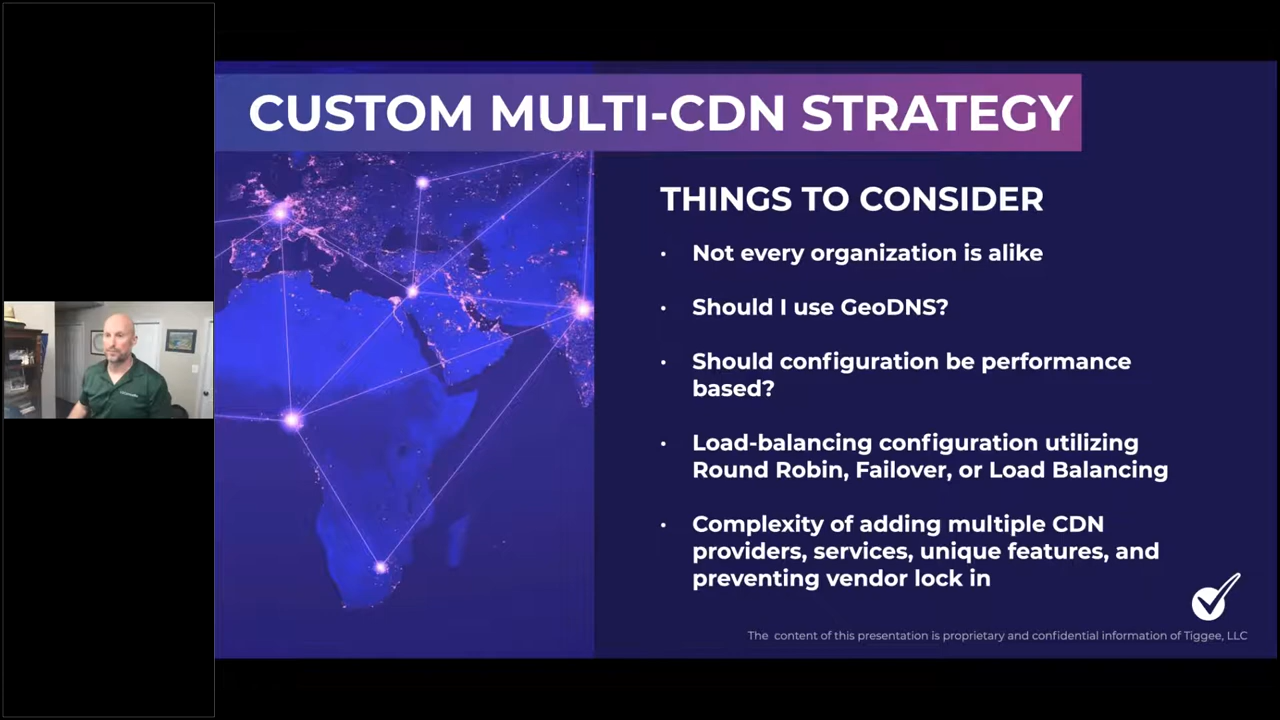 CUSTOM MULTI-CDN STRATEGY
THINGS TO CONSIDER
• Not every organization is alike
• Should I use GeoDNS?
• Should configuration be performance
based?
• Load-balancing configuration utilizing
Round Robin, Failover, or Load Balancing
• Complexity of adding multiple CDN
providers, services, unique features, and
preventing vendor lock in
The content of this presentation is proprietary and confidential information of Tiggee, LLC